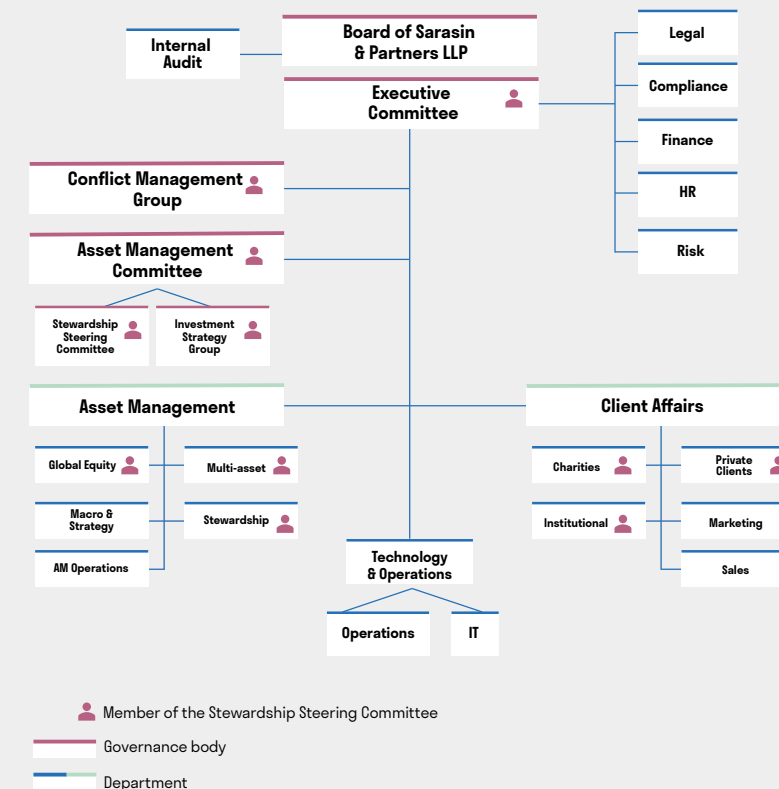 Internal
Audit
Board of Sarasin
& Partners LLP
Executive
Committee
Legal
Compliance
Finance
HR
Risk
Conflict Management
Group
Asset Management
Committee
Stewardship
Steering
Committee
Investment
Strategy
Group
Asset Management
Global Equity
Multi-asset
Macro &
Strategy
Stewardship
AM Operations
Client Affairs
Charities
Private
Clients
Institutional
Marketing
Sales
Technology
& Operations
Operations
IT
Member of the Stewardship Steering Committee
Governance body
Department